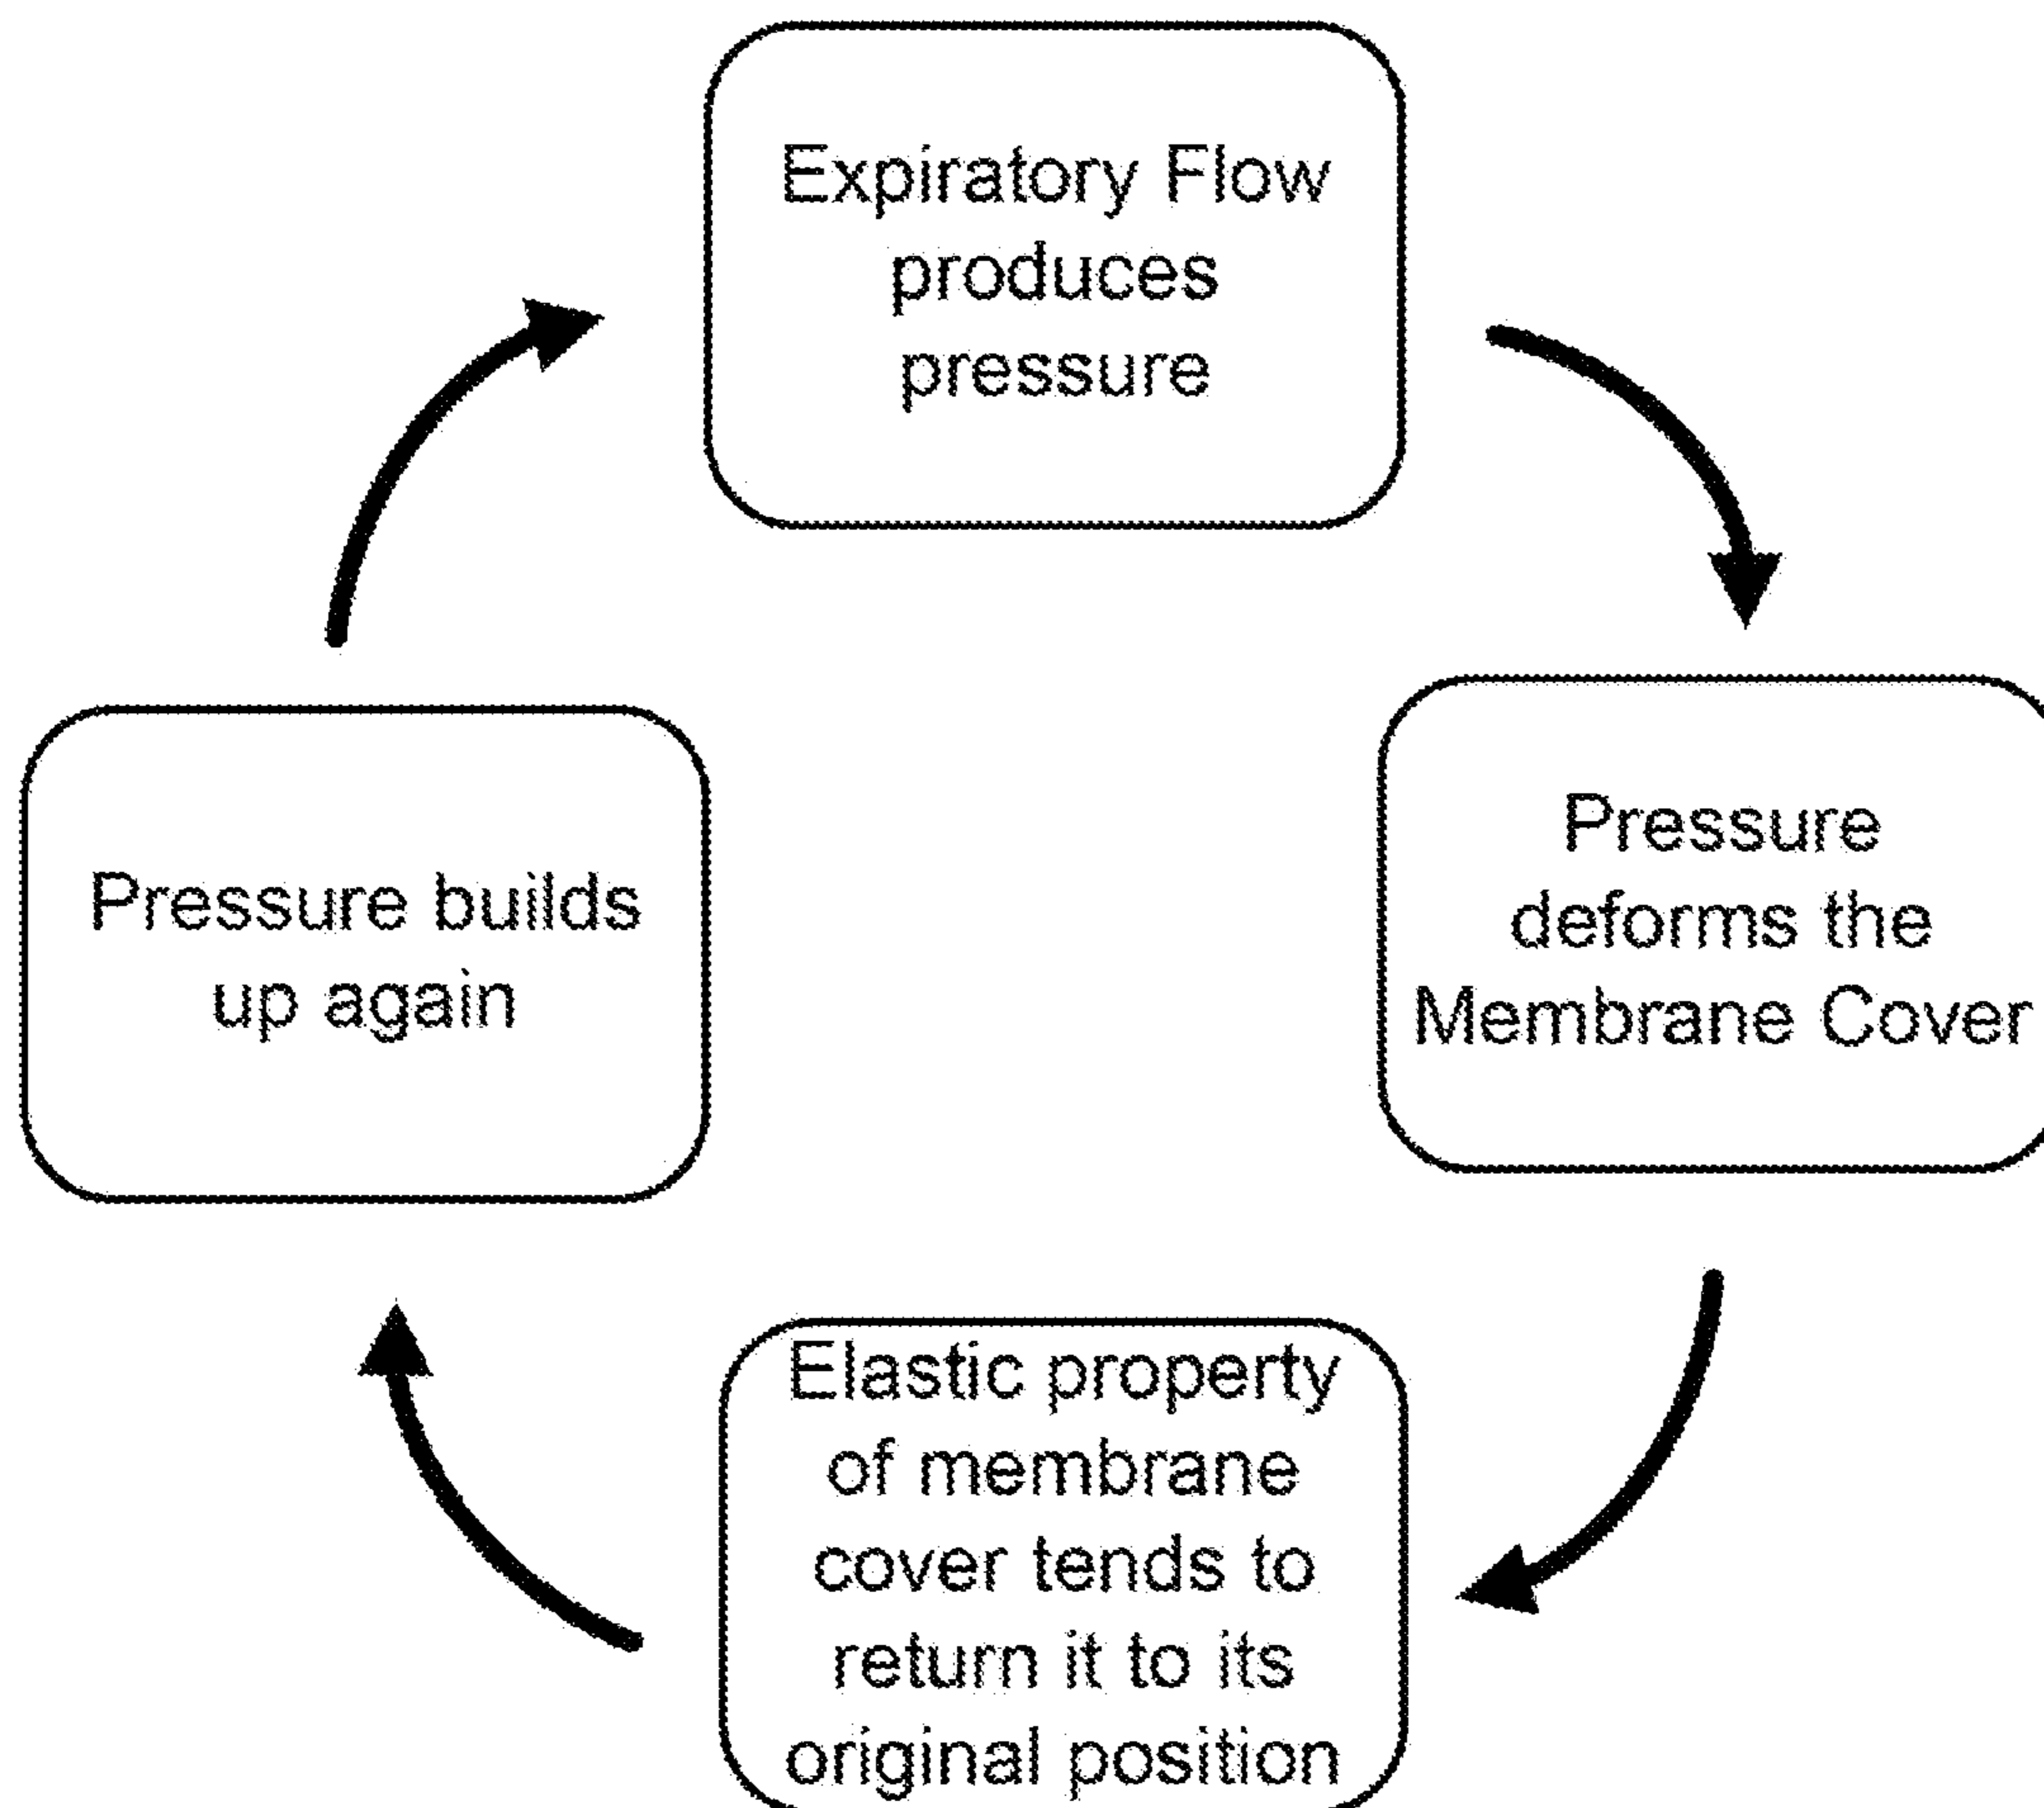 Expiratory Flow
produces
pressure
Pressure
deforms the
Membrane Cover
Elastic property
of membrane
cover tends to
return it to its
original position
Pressure builds
up again